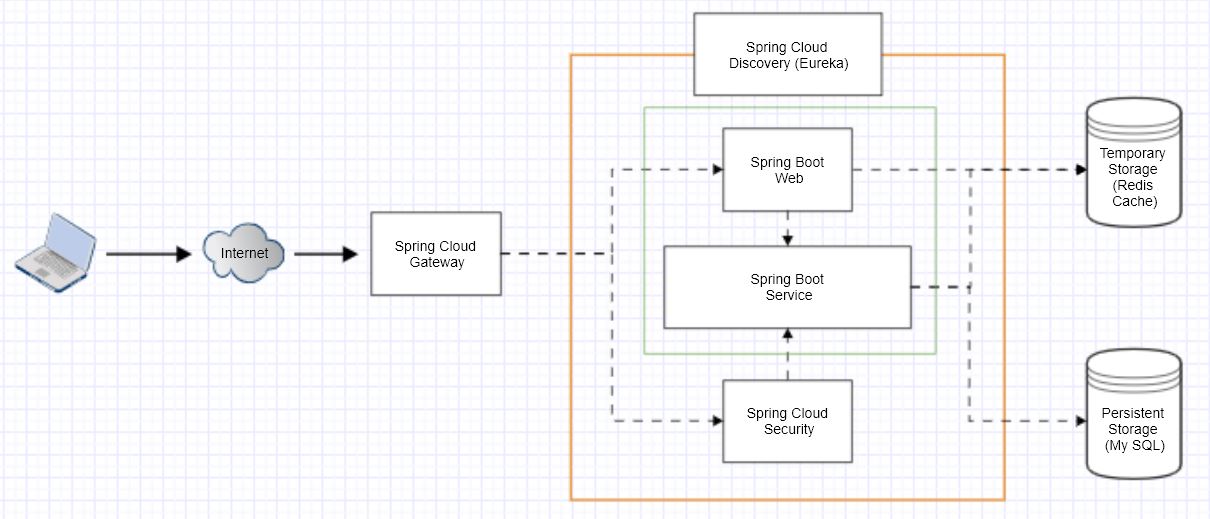 Spring Cloud
Discovery (Eureka)
Spring Boot
Web
Temporary
Storage
(Redis
Cache)
Internet
Spring Cloud
Gateway
Spring Boot
Service
Spring Cloud
Security
Persistent
Storage
(My SQL)